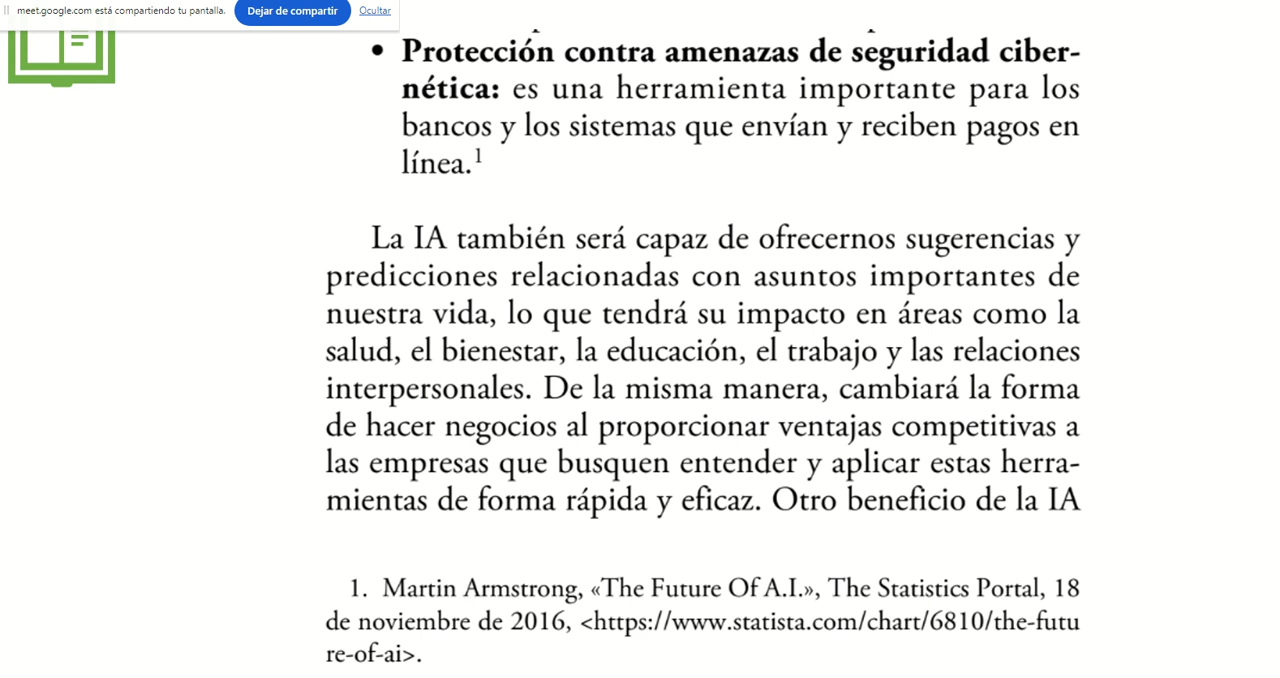 meet.google.com está compartiendo tu pantalla.
Dejar de compartir
Ocultar
• Protección contra amenazas de seguridad ciber-
nética: es una herramienta importante para los
bancos y los sistemas que envían y reciben pagos en
línea.1
La IA también será capaz de ofrecernos sugerencias y
predicciones relacionadas con asuntos importantes de
nuestra vida, lo que tendrá su impacto en áreas como la
salud, el bienestar, la educación, el trabajo y las relaciones
interpersonales. De la misma manera, cambiará la forma
de hacer negocios al proporcionar ventajas competitivas a
las empresas que busquen entender y aplicar estas herra-
mientas de forma rápida y eficaz. Otro beneficio de la IA
1. Martin Armstrong, «The Future Of A.I.», The Statistics Portal, 18
de noviembre de 2016, <https://www.statista.com/chart/6810/the-futu
re-of-ai>.